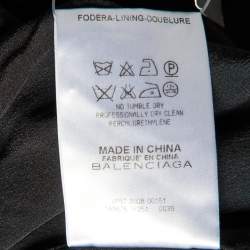 FODERA-LINING-DOUBLURE
NO TUMBLE DRY
PROFESSIONALLY DRY CLEAN
PERCHLORETHYLENE
MADE IN CHINA
FABRIQUÉ EN CHINA
BALENCIAGA